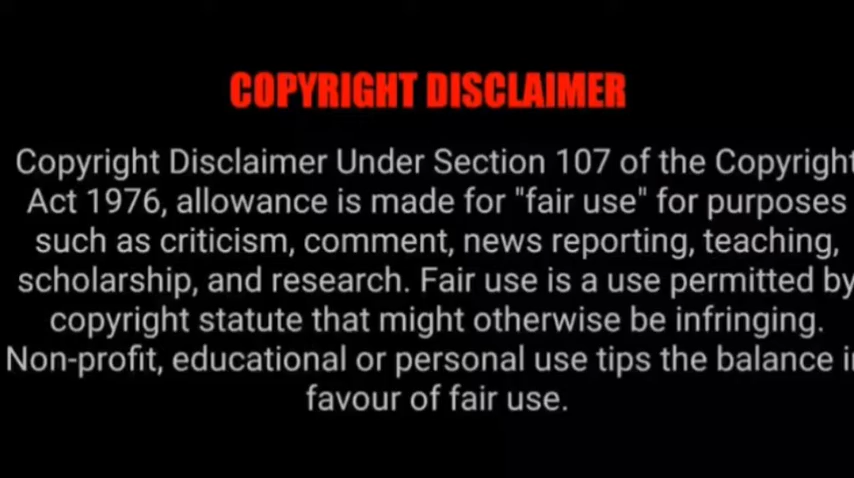 COPYRIGHT DISCLAIMER
Copyright Disclaimer Under Section 107 of the Copyright
Act 1976, allowance is made for "fair use" for purposes
such as criticism, comment, news reporting, teaching,
scholarship, and research. Fair use is a use permitted by
copyright statute that might otherwise be infringing.
Non-profit, educational or personal use tips the balance in
favour of fair use.